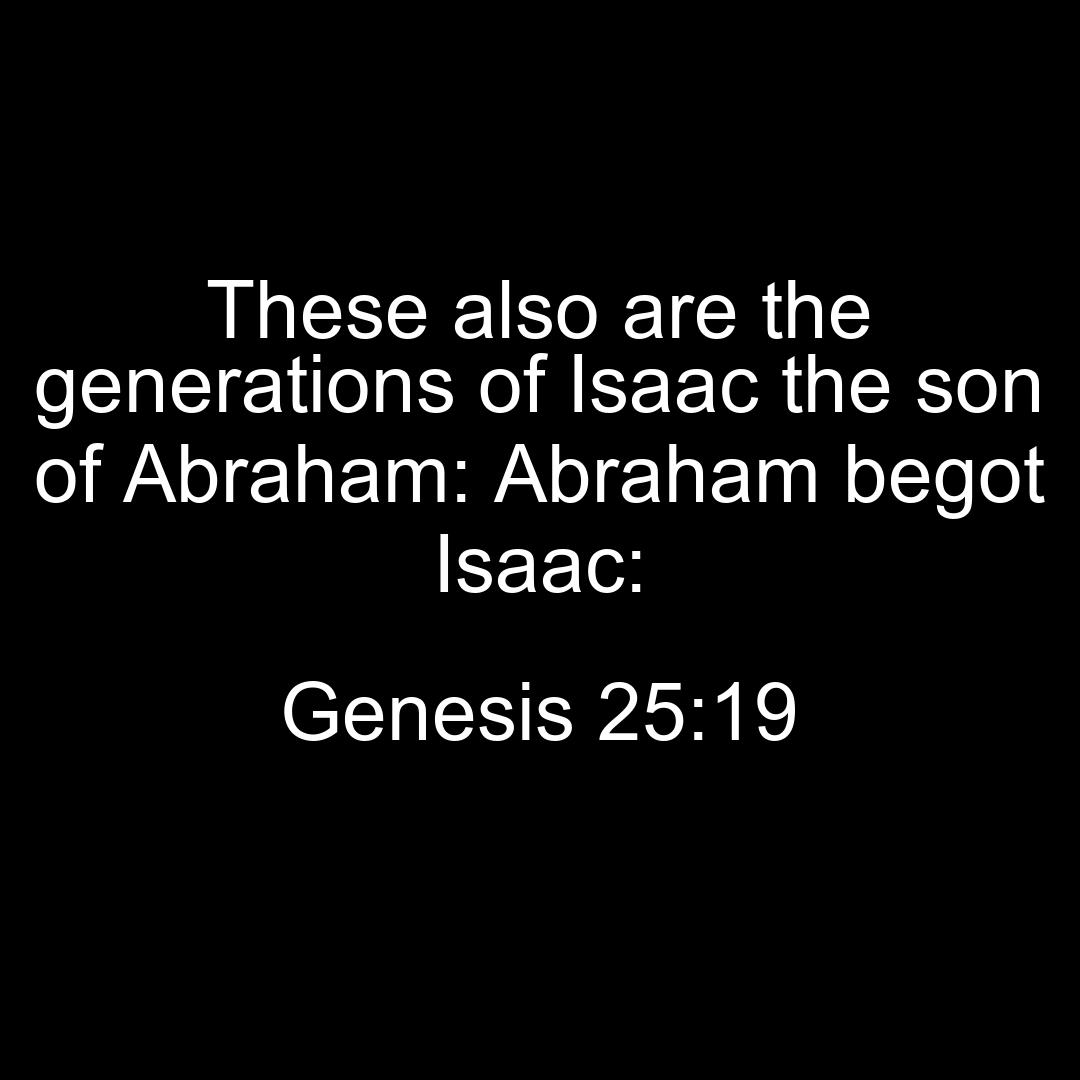 These also are the
generations of Isaac the son
of Abraham: Abraham begot
Isaac:
Genesis 25:19